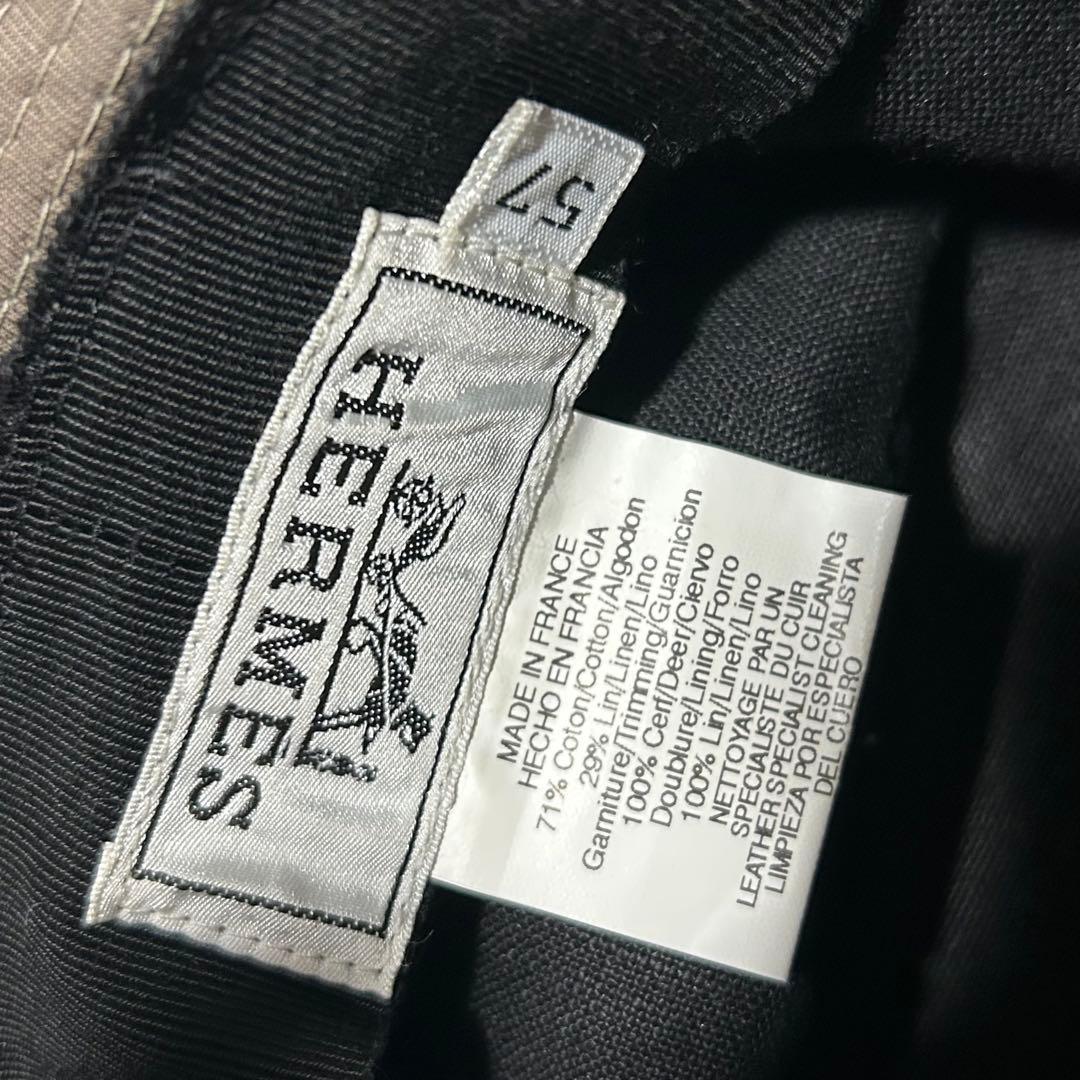 57
HERMES
MADE IN FRANCE
HECHO EN FRANCIA
71% Coton/Cotton/Algodon
29% Lin/Linen/Lino
Garniture/Trimming/Guarnicion
100% Cerf/Deer/Ciervo
Doublure/Lining/Forro
100% Lin/Linen/Lino
NETTOYAGE PAR UN
SPECIALISTE DU CUIR
LEATHER SPECIALIST CLEANING
LIMPIEZA POR ESPECIALISTA
DEL CUERO